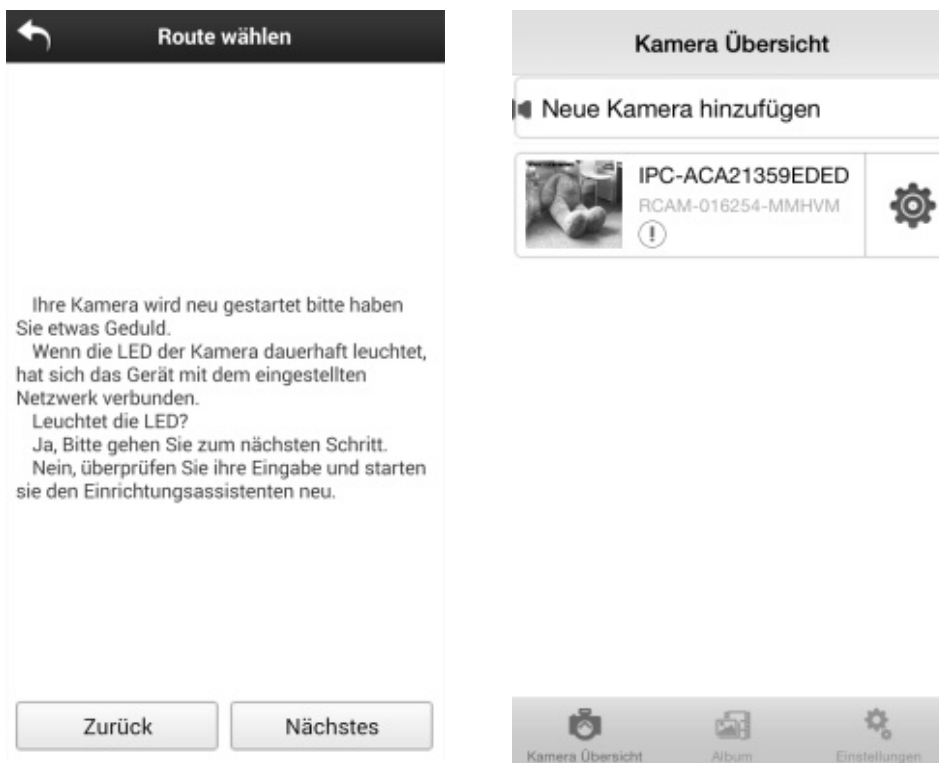 Route wählen
Ihre Kamera wird neu gestartet bitte haben
Sie etwas Geduld.
Wenn die LED der Kamera dauerhaft leuchtet,
hat sich das Gerät mit dem eingestellten
Netzwerk verbunden.
Leuchtet die LED?
Ja, Bitte gehen Sie zum nächsten Schritt.
Nein, überprüfen Sie ihre Eingabe und starten
sie den Einrichtungsassistenten neu.
Zurück
Nächstes
Kamera Übersicht
Neue Kamera hinzufügen
IPC-ACA21359EDED
RCAM-016254-MMHVM
Kamera Übersicht
Album
Einstellungen